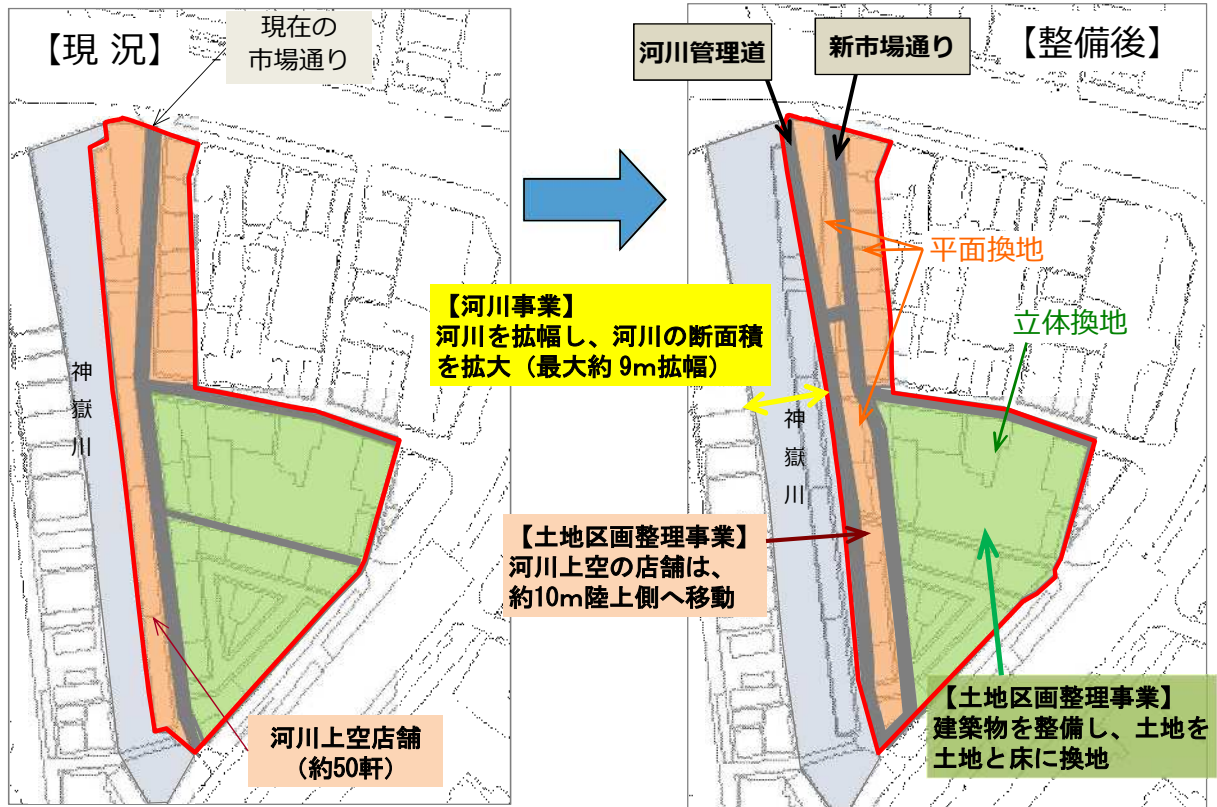 【現 況】
現在の
市場通り
神
嶽
川
河川上空店舗
（約50軒）
【整備後】
河川管理道
新市場通り
平面換地
立体換地
【河川事業】
河川を拡幅し、河川の断面積
を拡大（最大約 9ｍ拡幅）
神
嶽
川
【土地区画整理事業】
河川上空の店舗は、
約10ｍ陸上側へ移動
【土地区画整理事業】
建築物を整備し、土地を
土地と床に換地